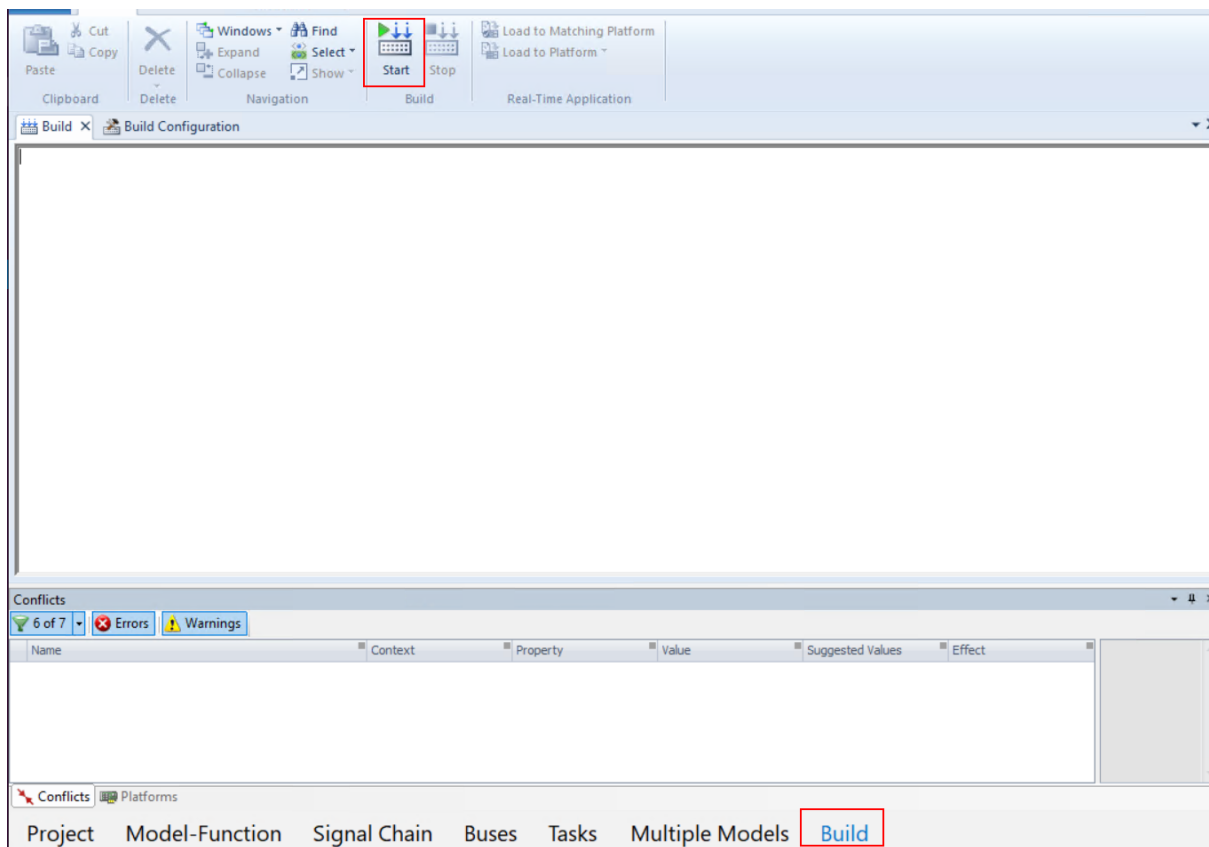 Cut
Copy
Paste
Clipboard
Delete
Delete
Windows
Find
Expand
Select
Collapse
Show
Navigation
Start
Stop
Build
Load to Matching Platform
Load to Platform
Real-Time Application
Build
Build Configuration
Conflicts
6 of 7
Errors
Warnings
Name Context Property Value Suggested Values Effect
Conflicts
Platforms
Project Model-Function Signal Chain Buses Tasks Multiple Models Build